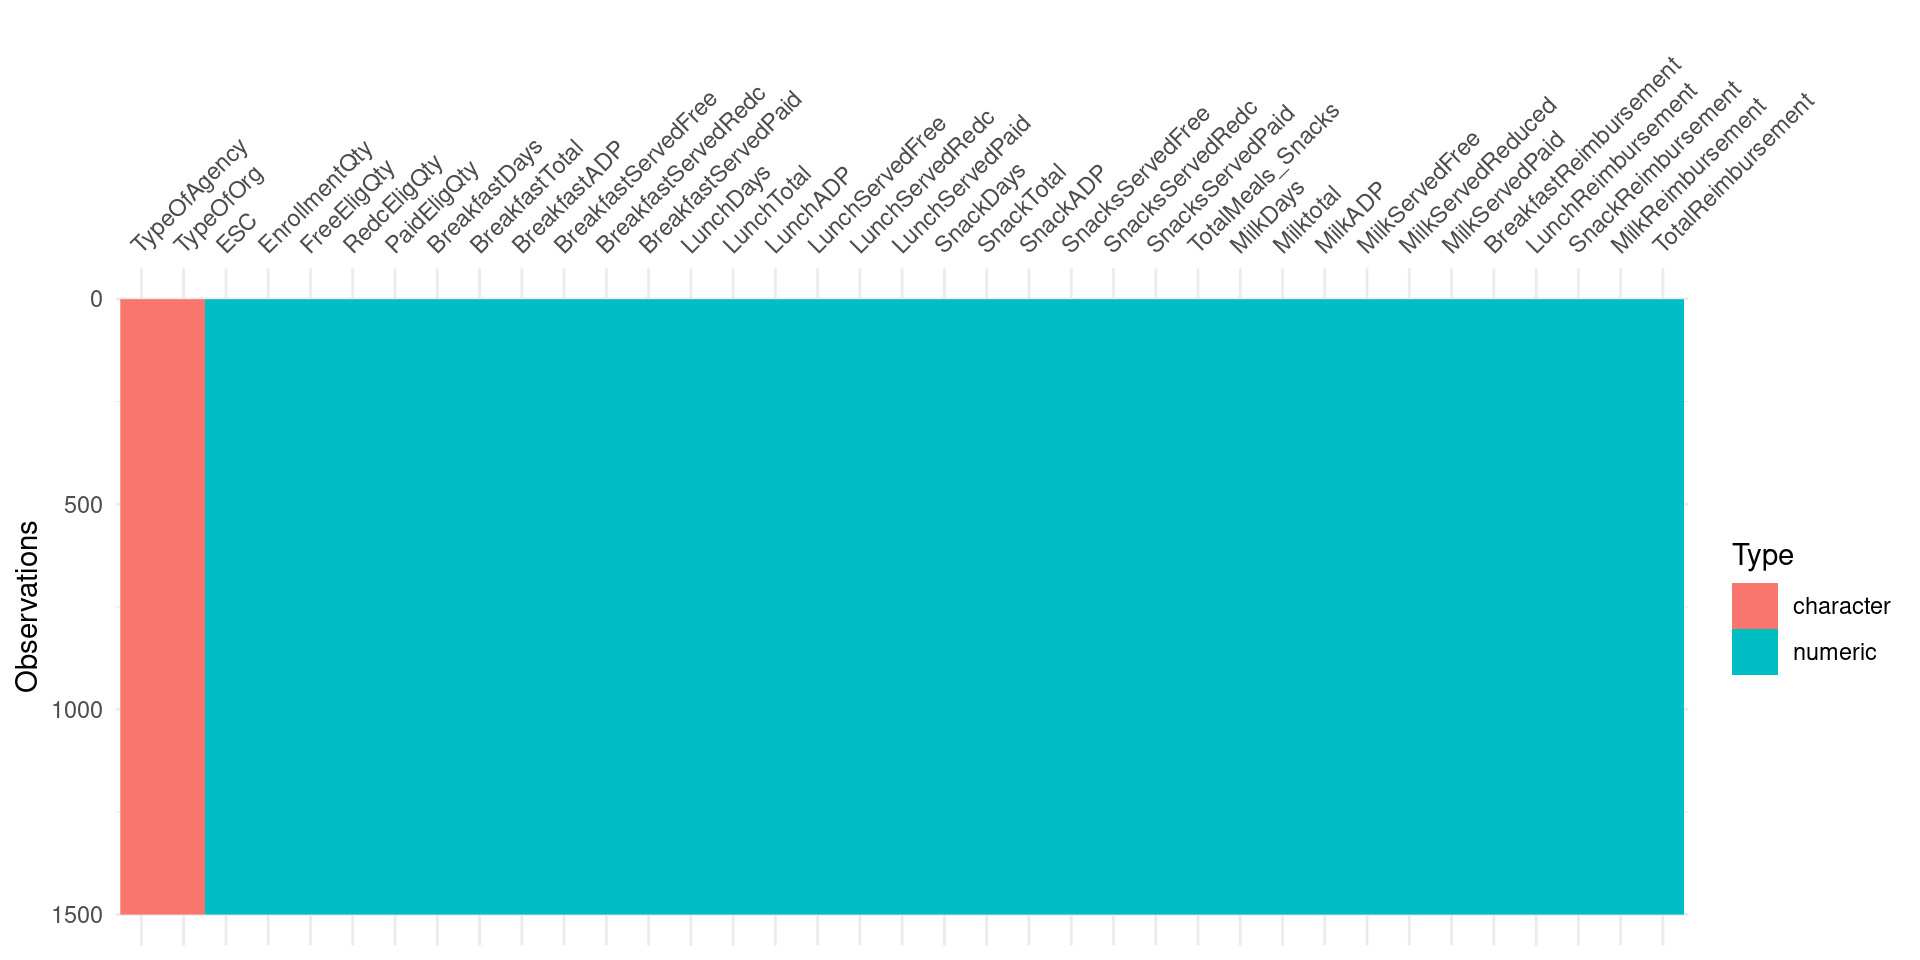 TypeOfAgency
TypeOfOrg
ESC
EnrollmentQty
FreeEligQty
RedcEligQty
PaidEligQty
BreakfastDays
BreakfastTotal
BreakfastADP
BreakfastServedFree
BreakfastServedRedc
BreakfastServedPaid
LunchDays
LunchTotal
LunchADP
LunchServedFree
LunchServedRedc
LunchServedPaid
SnackDays
SnackTotal
SnackADP
SnacksServedFree
SnacksServedRedc
SnacksServedPaid
TotalMeals_Snacks
MilkDays
Milktotal
MilkADP
MilkServedFree
MilkServedReduced
MilkServedPaid
BreakfastReimbursement
LunchReimbursement
SnackReimbursement
MilkReimbursement
TotalReimbursement
0
500
1000
1500
Observations
Type
character
numeric